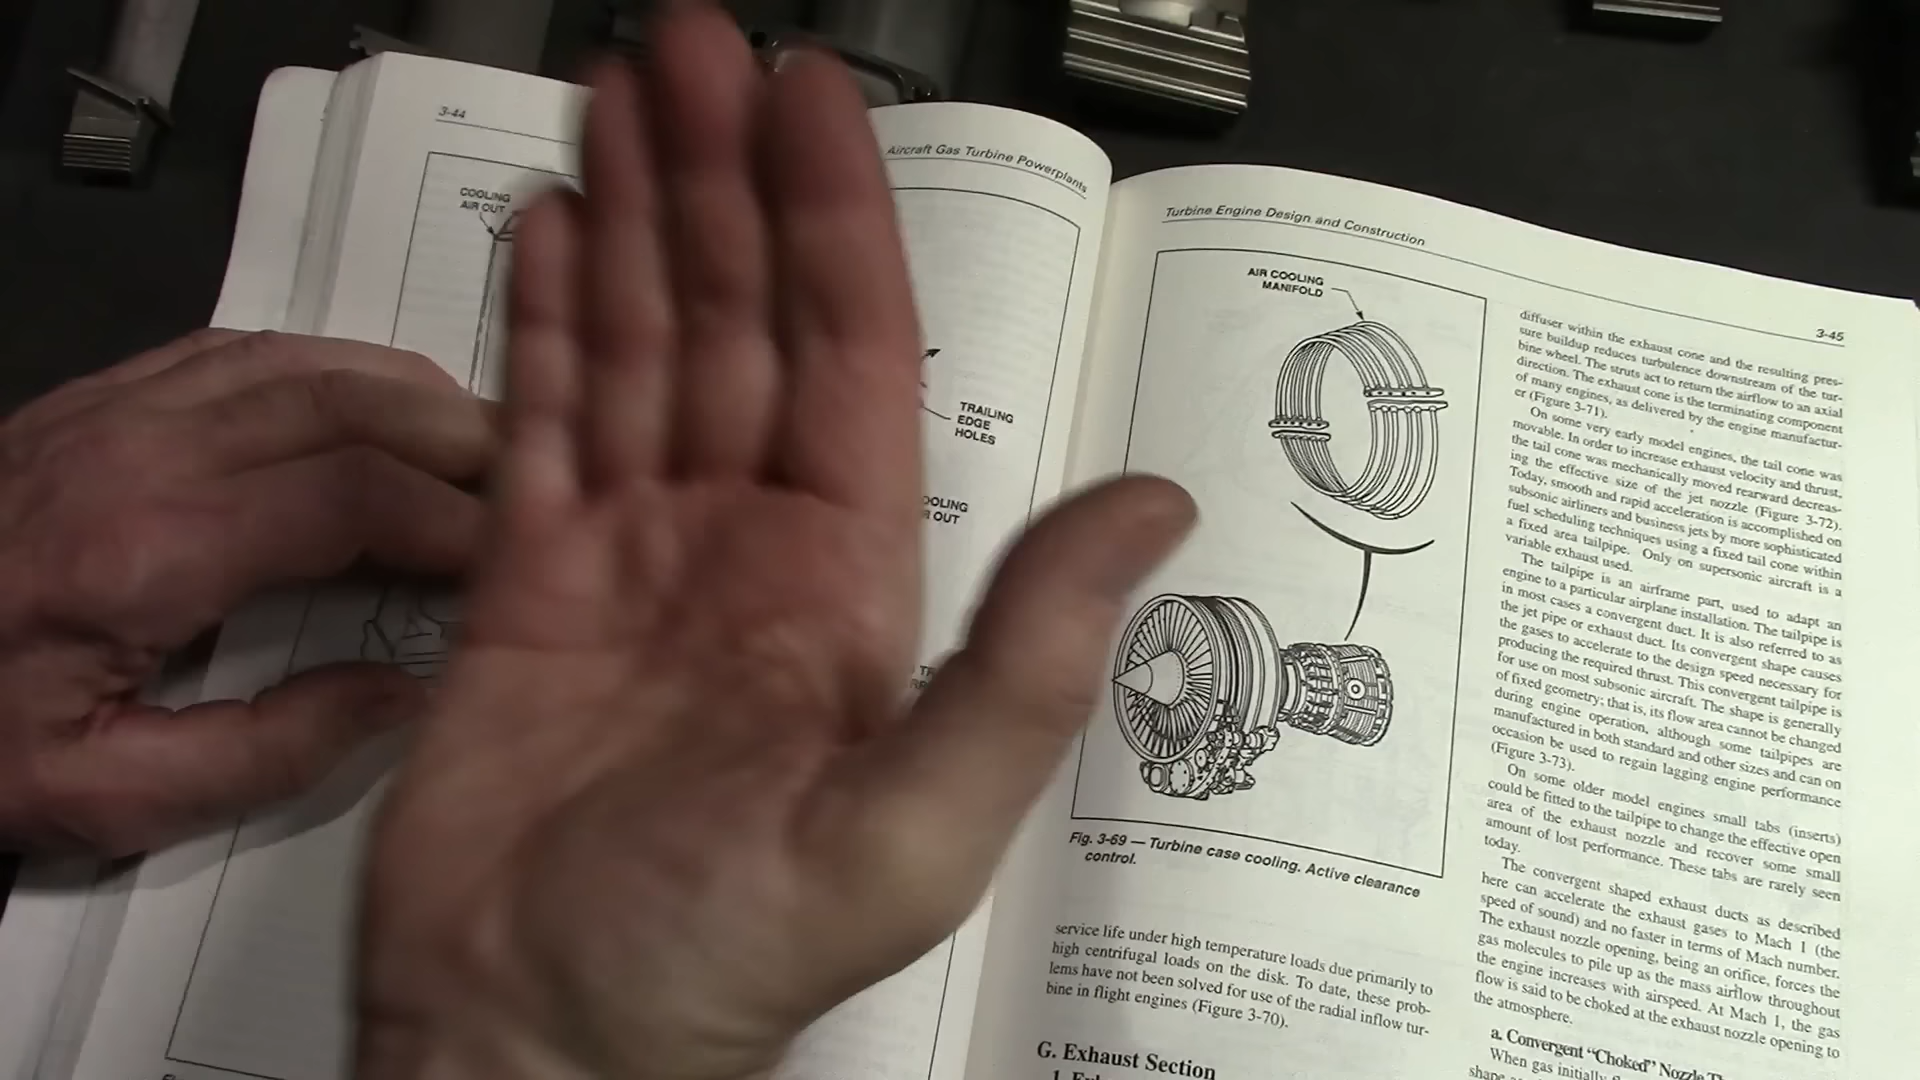 3-44
Aircraft Gas Turbine Powerplants
COOLING
AIR OUT
TRAILING
EDGE
HOLES
OUT
Turbine Engine Design and Construction
3-45
AIR COOLING
MANIFOLD
Fig. 3-69 — Turbine case cooling. Active clearance
control.
service life under high temperature loads due primarily to
high centrifugal loads on the disk. To date, these prob-
lems have not been solved for use of the radial inflow tur-
bine in flight engines (Figure 3-70).
G. Exhaust Section
diffuser within the exhaust cone and the resulting pres-
sure buildup reduces turbulence downstream of the tur-
bine wheel. The struts act to return the airflow to an axial
direction. The exhaust cone is the terminating component
of many engines, as delivered by the engine manufactur-
er (Figure 3-71).
On some very early model engines, the tail cone was
movable. In order to increase exhaust velocity and thrust,
the tail cone was mechanically moved rearward decreas-
ing the effective size of the jet nozzle (Figure 3-72).
Today, smooth and rapid acceleration is accomplished on
subsonic airliners and business jets by more sophisticated
fuel scheduling techniques using a fixed tail cone within
a fixed area tailpipe. Only on supersonic aircraft is a
variable exhaust used.
The tailpipe is an airframe part, used to adapt an
engine to a particular airplane installation. The tailpipe is
in most cases a convergent duct. It is also referred to as
the jet pipe or exhaust duct. Its convergent shape causes
the gases to accelerate to the design speed necessary for
producing the required thrust. This convergent tailpipe is
for use on most subsonic aircraft. The shape is generally
of fixed geometry; that is, its flow area cannot be changed
during engine operation, although some tailpipes are
manufactured in both standard and other sizes and can on
occasion be used to regain lagging engine performance
(Figure 3-73).
On some older model engines small tabs (inserts)
could be fitted to the tailpipe to change the effective open
area of the exhaust nozzle and recover some small
amount of lost performance. These tabs are rarely seen
today.
The convergent shaped exhaust ducts as described
here can accelerate the exhaust gases to Mach 1 (the
speed of sound) and no faster in terms of Mach number.
The exhaust nozzle opening, being an orifice, forces the
gas molecules to pile up as the mass airflow throughout
the engine increases with airspeed. At Mach 1, the gas
flow is said to be choked at the exhaust nozzle opening to
the atmosphere.
a. Convergent “Choked” Nozzle
When gas initially